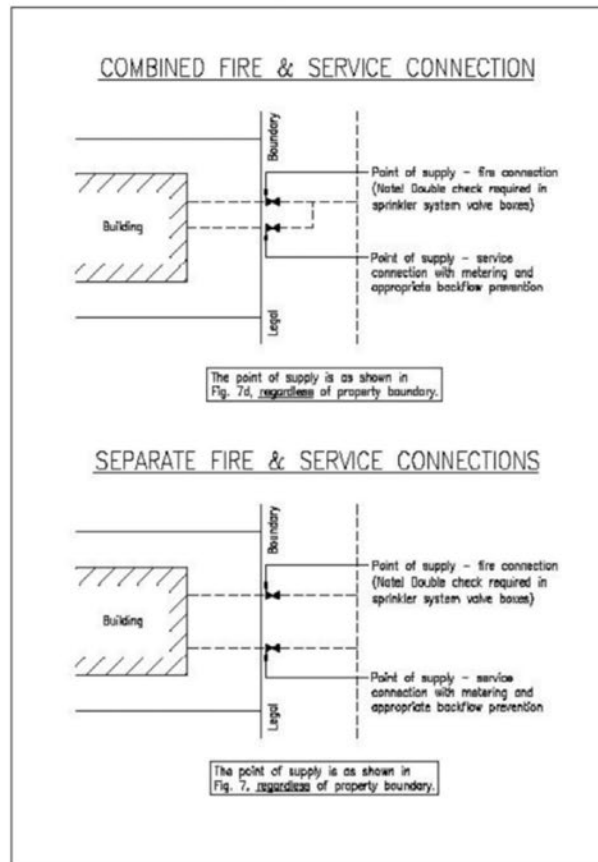 COMBINED FIRE & SERVICE CONNECTION
Boundary
Point of supply - fire connection
(Note! Double check required in
sprinkler system valve boxes)
Building
Point of supply - service
connection with metering and
appropriate backflow prevention
Legal
The point of supply is as shown in
Fig. 7d, regardless of property boundary.
SEPARATE FIRE & SERVICE CONNECTIONS
Boundary
Point of supply - fire connection
(Note! Double check required in
sprinkler system valve boxes)
Building
Point of supply - service
connection with metering and
appropriate backflow prevention
Legal
The point of supply is as shown in
Fig. 7, regardless of property boundary.